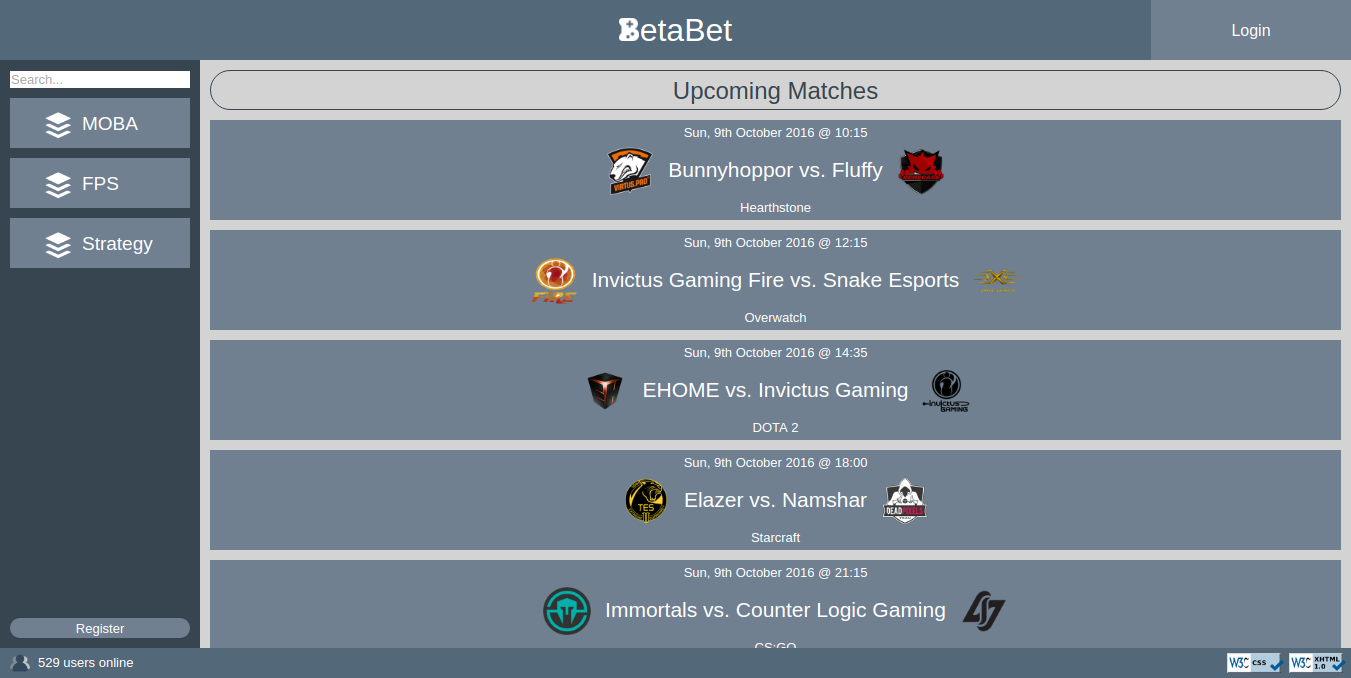 BetaBet
Login
Search...
MOBA
FPS
Strategy
Register
Upcoming Matches
Sun, 9th October 2016 @ 10:15
VIRTUS.PRO
Bunnyhoppor vs. Fluffy
Hearthstone
Sun, 9th October 2016 @ 12:15
FIRE
Invictus Gaming Fire vs. Snake Esports
Overwatch
Sun, 9th October 2016 @ 14:35
EHOME vs. Invictus Gaming
invictus
GAMING
DOTA 2
Sun, 9th October 2016 @ 18:00
TES
Elazer vs. Namshar
DEADPIXELS
Starcraft
Sun, 9th October 2016 @ 21:15
Immortals vs. Counter Logic Gaming
CS:GO
529 users online
W3C CSS
W3C XHTML
1.0